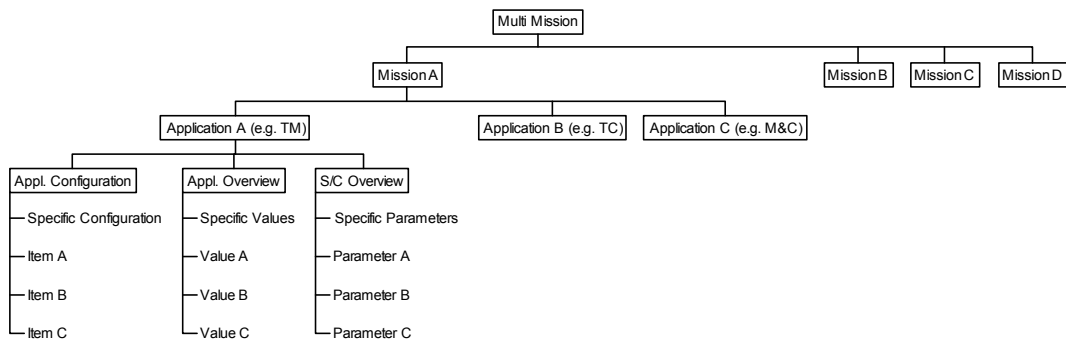 Multi Mission
Mission A
Mission B
Mission C
Mission D
Application A (e.g. TM)
Application B (e.g. TC)
Application C (e.g. M&C)
Appl. Configuration
Appl. Overview
S/C Overview
Specific Configuration
Specific Values
Specific Parameters
Item A
Value A
Parameter A
Item B
Value B
Parameter B
Item C
Value C
Parameter C